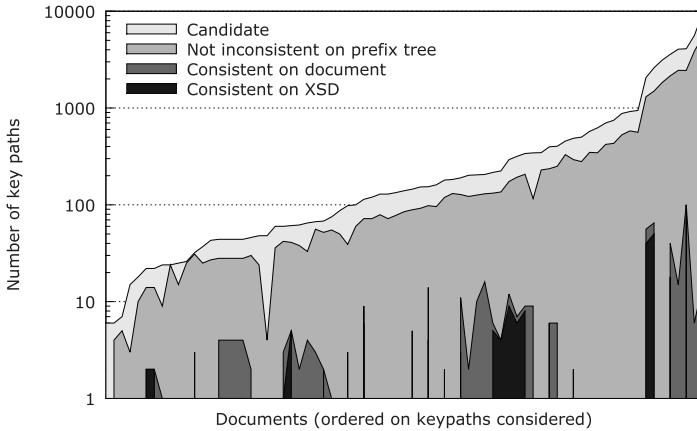 10000
1000
100
10
1
Number of key paths
Candidate
Not inconsistent on prefix tree
Consistent on document
Consistent on XSD
Documents (ordered on keypaths considered)